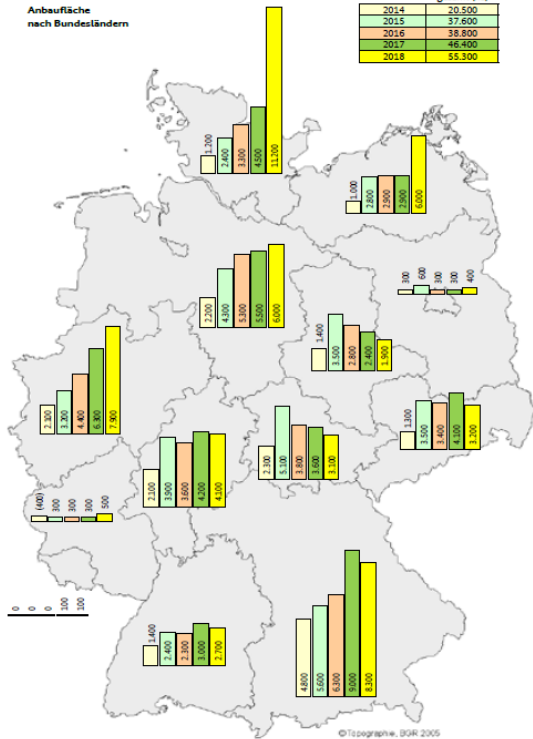 Anbaufläche
nach Bundesländern
2014 20.500
2015 37.600
2016 38.800
2017 46.400
2018 55.300
1.200 2.400 3.300 4.500 11.200
1.000 2.800 2.900 2.900 6.000
300 600 300 300 400
2.200 4.300 5.300 5.500 6.000
1.400 3.500 2.800 2.400 1.900
2.100 3.200 4.400 6.300 7.900
1.300 3.500 3.400 4.100 3.200
2.300 5.100 3.800 3.600 3.100
2.100 3.900 3.600 4.200 4.100
(400) 300 300 300 500
0 0 0 100 100
1.400 2.400 2.300 3.000 2.700
4.800 5.600 6.300 9.000 8.300
© Topographie, BGR 2005